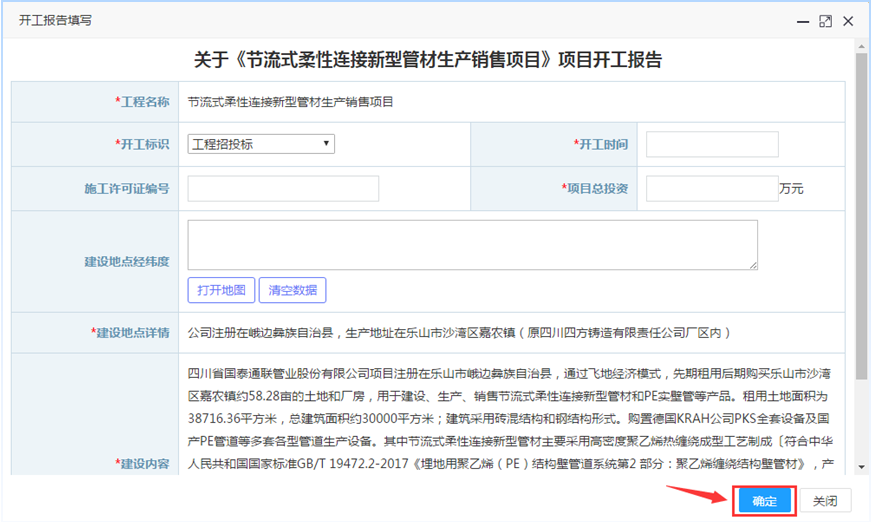 开工报告填写
关于《节流式柔性连接新型管材生产销售项目》项目开工报告
*工程名称 节流式柔性连接新型管材生产销售项目
*开工标识 工程招投标 *开工时间
施工许可证编号 *项目总投资 万元
建设地点经纬度
打开地图 清空数据
*建设地点详情 公司注册在峨边彝族自治县，生产地址在乐山市沙湾区嘉农镇（原四川四方铸造有限责任公司厂区内）
四川省国泰通联管业股份有限公司项目注册在乐山市峨边彝族自治县，通过飞地经济模式，先期租用后期购买乐山市沙湾
区嘉农镇约58.28亩的土地和厂房，用于建设、生产、销售节流式柔性连接新型管材和PE实壁管等产品。租用土地面积为
38716.36平方米，总建筑面积约30000平方米；建筑采用砖混结构和钢结构形式。购置德国KRAH公司PKS全套设备及国
产PE管道等多套各型管道生产设备。其中节流式柔性连接新型管材主要采用高密度聚乙烯热缠绕成型工艺制成〔符合中华
*建设内容 人民共和国国家标准GB/T 19472.2-2017《埋地用聚乙烯（PE）结构壁管道系统第2 部分：聚乙烯缠绕结构壁管材》，产
确定 关闭